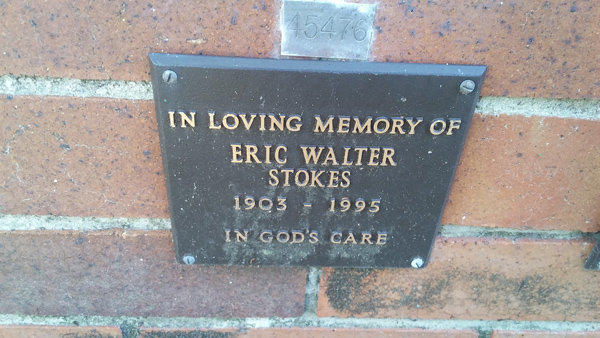 45476
IN LOVING MEMORY OF
ERIC WALTER
STOKES
1903 - 1995
IN GOD'S CARE